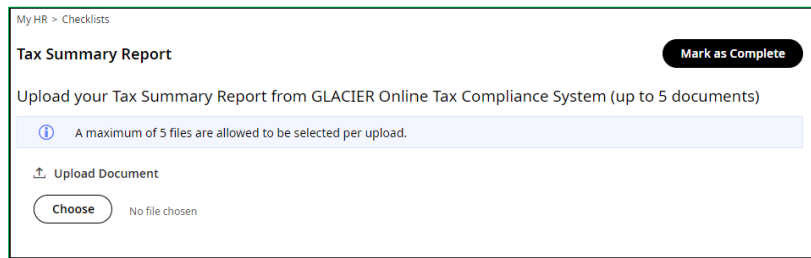 My HR > Checklists
Tax Summary Report
Mark as Complete
Upload your Tax Summary Report from GLACIER Online Tax Compliance System (up to 5 documents)
A maximum of 5 files are allowed to be selected per upload.
Upload Document
Choose
No file chosen